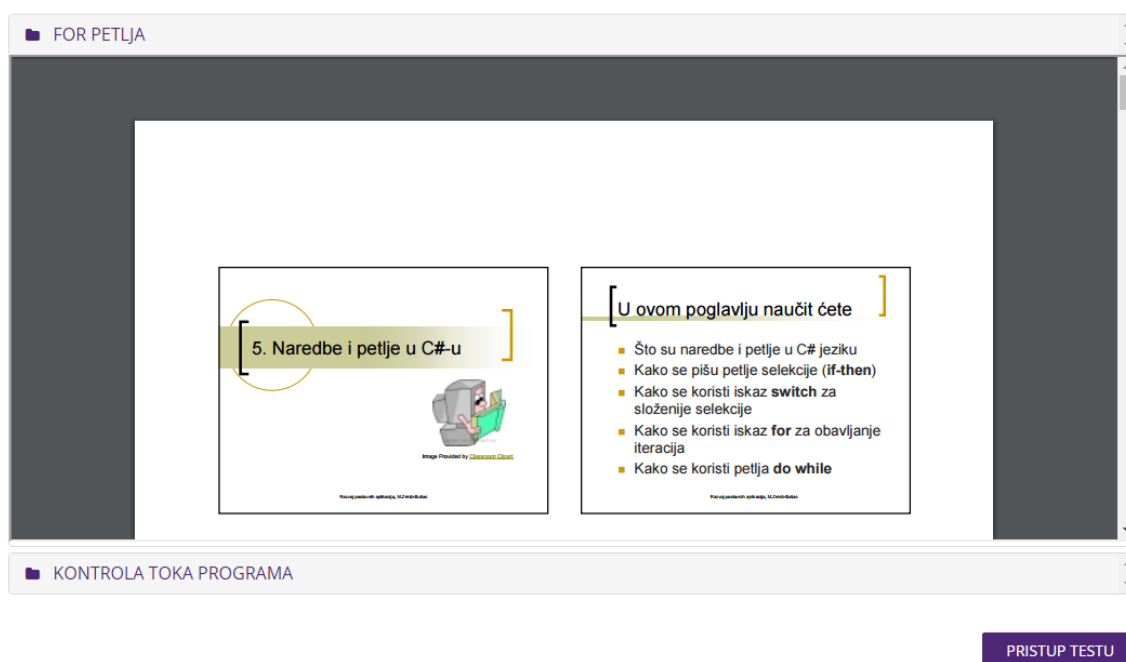 FOR PETLJA
5. Naredbe i petlje u C#-u
Image Provided by Classroom Clipart
U ovom poglavlju naučit ćete
Što su naredbe i petlje u C# jeziku
Kako se pišu petlje selekcije (if-then)
Kako se koristi iskaz switch za
složenije selekcije
Kako se koristi iskaz for za obavljanje
iteracija
Kako se koristi petlja do while
KONTROLA TOKA PROGRAMA
PRISTUP TESTU